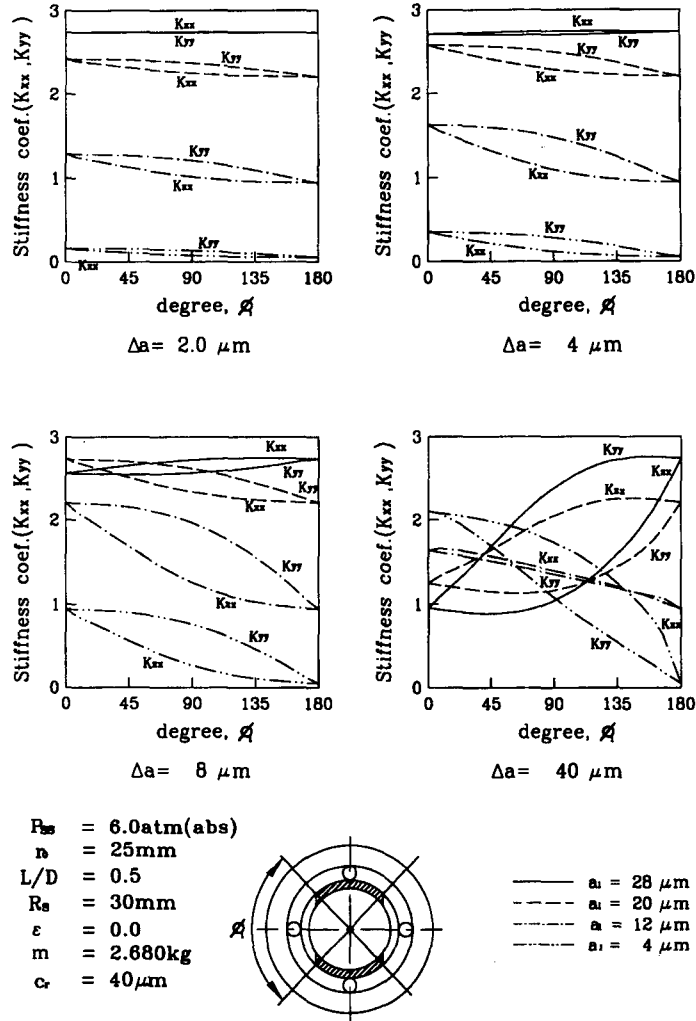 Stiffness coef.(Kxx ,Kyy )
3
2
1
0
Kxx
Kyy
Kyy
Kxx
Kyy
Kxx
Kyy
Kxx
0 45 90 135 180
degree, ϕ
Δa= 2.0 μm
Stiffness coef.(Kxx ,Kyy )
3
2
1
0
Kxx
Kyy
Kyy
Kxx
Kyy
Kxx
Kyy
Kxx
0 45 90 135 180
degree, ϕ
Δa= 4 μm
Stiffness coef.(Kxx ,Kyy )
3
2
1
0
Kxx
Kyy
Kyy
Kxx
Kyy
Kxx
Kyy
Kxx
0 45 90 135 180
degree, ϕ
Δa= 8 μm
Stiffness coef.(Kxx ,Kyy )
3
2
1
0
Kyy
Kxx
Kxx
Kyy
Kxx
Kyy
Kxx
Kyy
0 45 90 135 180
degree, ϕ
Δa= 40 μm
= 6.0atm(abs)
= 25mm
L/D = 0.5
= 30mm
ε = 0.0
m = 2.680kg
cr = 40μm
ϕ
= 28 μm
= 20 μm
= 12 μm
= 4 μm